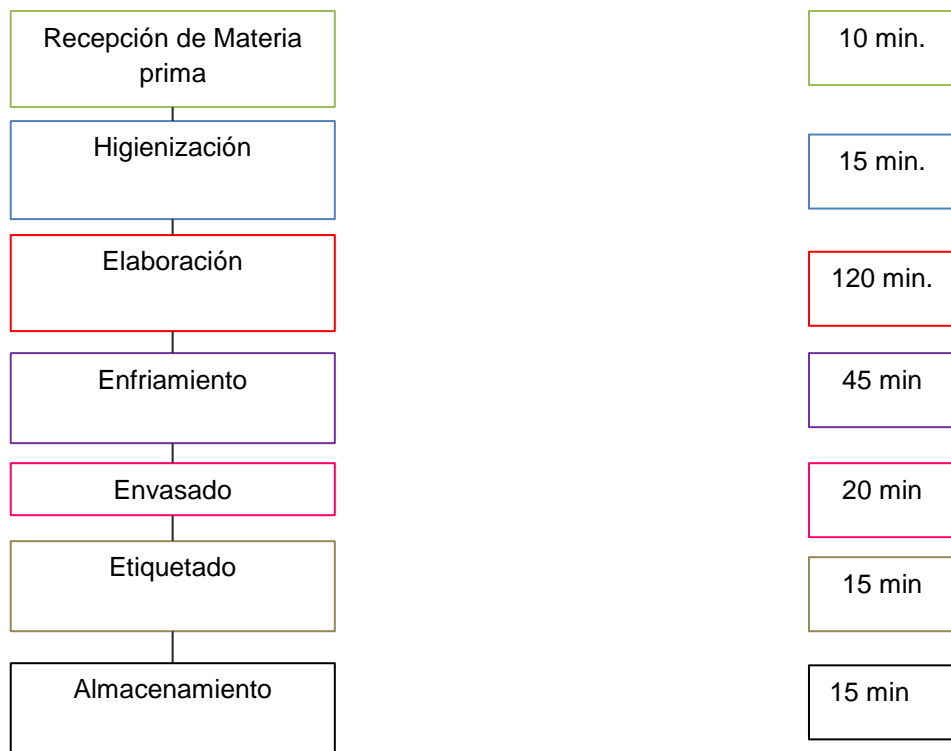 Recepción de Materia
prima
10 min.
Higienización
15 min.
Elaboración
120 min.
Enfriamiento
45 min
Envasado
20 min
Etiquetado
15 min
Almacenamiento
15 min